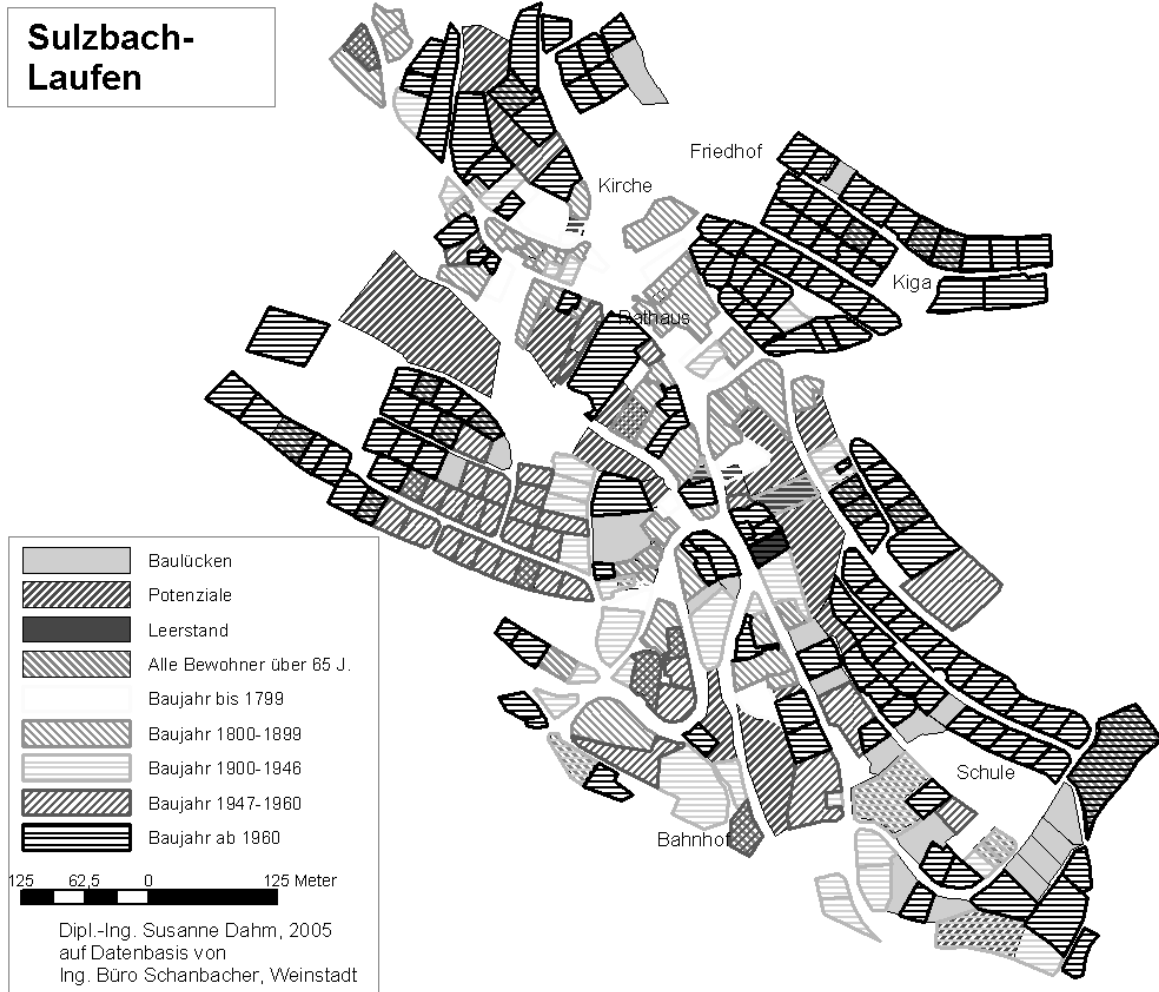 Sulzbach-
Laufen
Friedhof
Kirche
Kiga
Rathaus
Baulücken
Potenziale
Leerstand
Alle Bewohner über 65 J.
Baujahr bis 1799
Baujahr 1800-1899
Baujahr 1900-1946
Baujahr 1947-1960
Baujahr ab 1960
Schule
Bahnhof
125 62,5 0 125 Meter
Dipl.-Ing. Susanne Dahm, 2005
auf Datenbasis von
Ing. Büro Schanbacher, Weinstadt